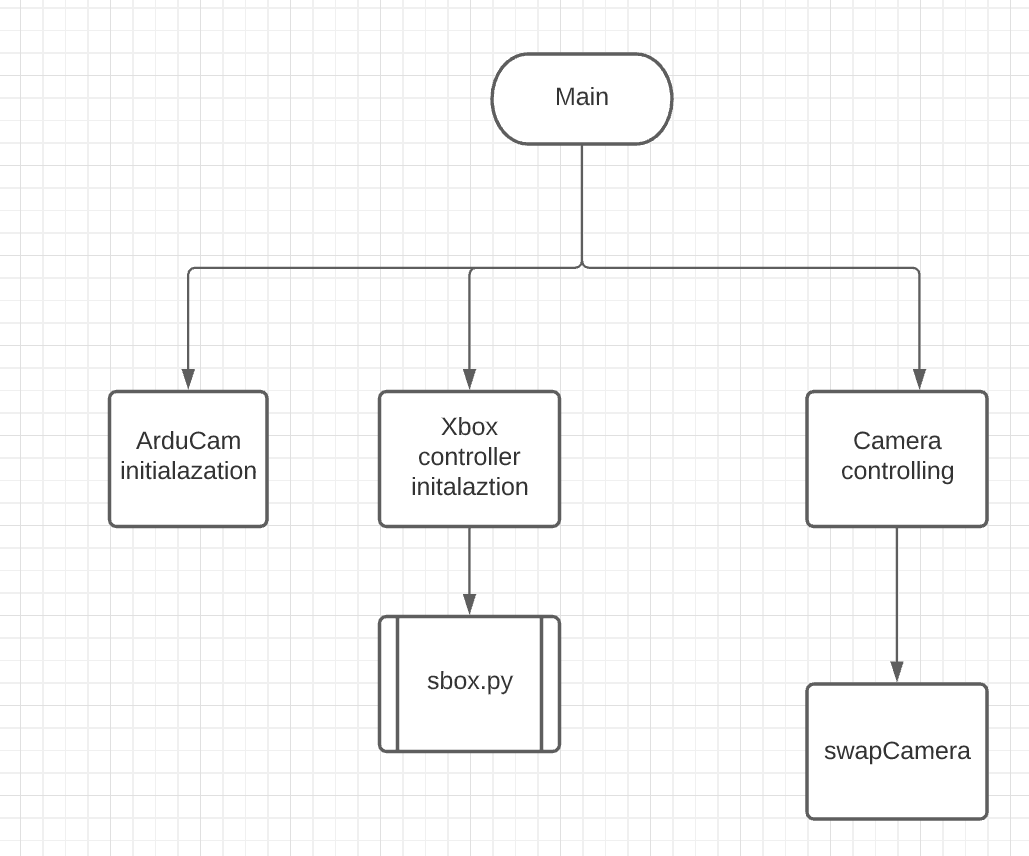 Main
ArduCam
initialazation
Xbox
controller
initalaztion
Camera
controlling
sbox.py
swapCamera